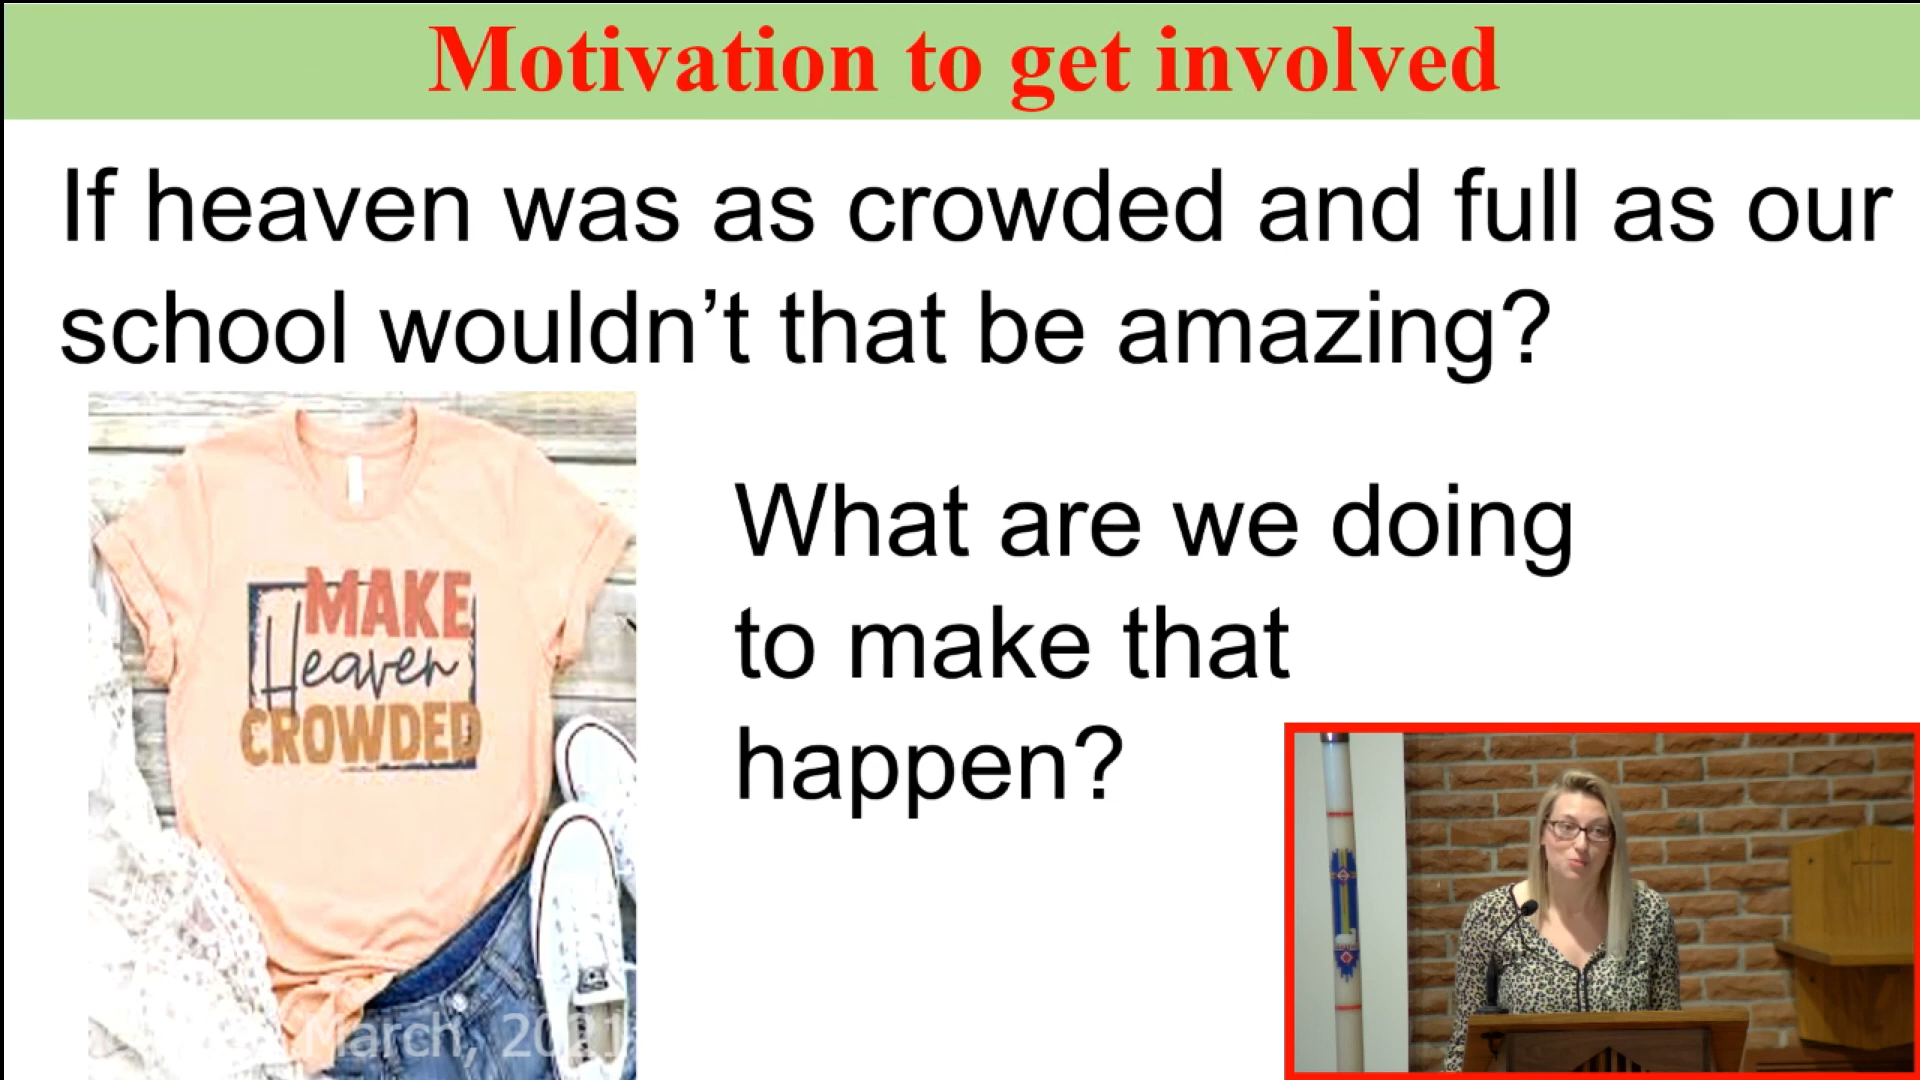 Motivation to get involved
If heaven was as crowded and full as our
school wouldn't that be amazing?
MAKE
Heaven
CROWDED
What are we doing
to make that
happen?
March, 2021